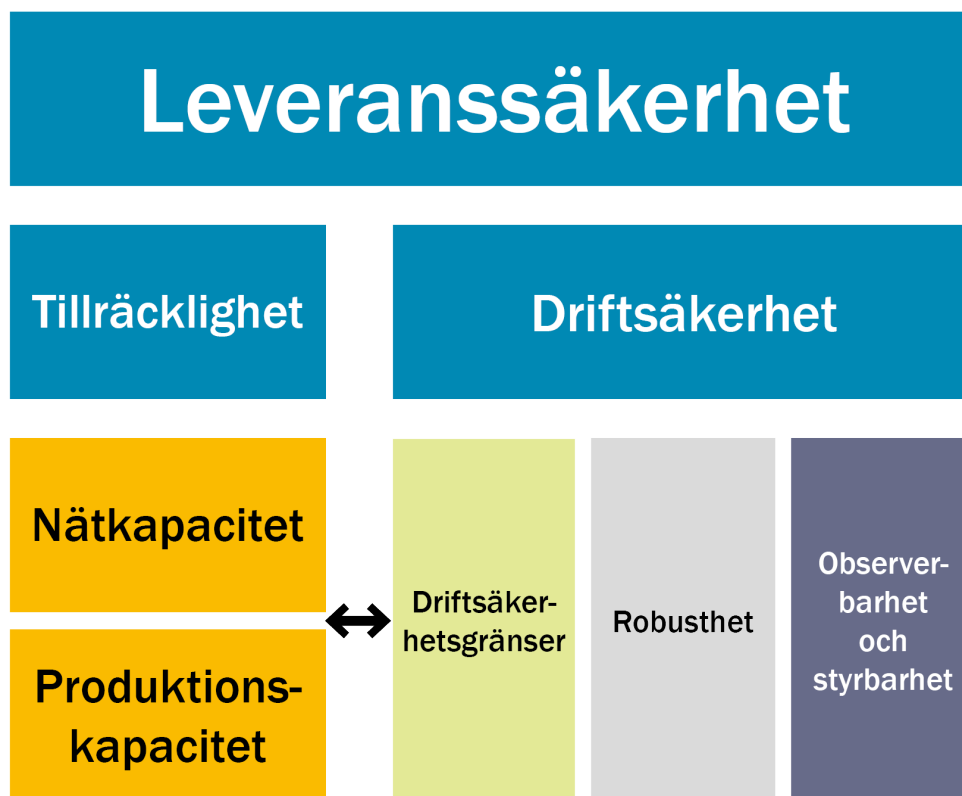 Leveranssäkerhet
Tillräcklighet
Driftsäkerhet
Nätkapacitet
Produktions-
kapacitet
Driftsäker-
hetsgränser
Robusthet
Observer-
barhet
och
styrbarhet